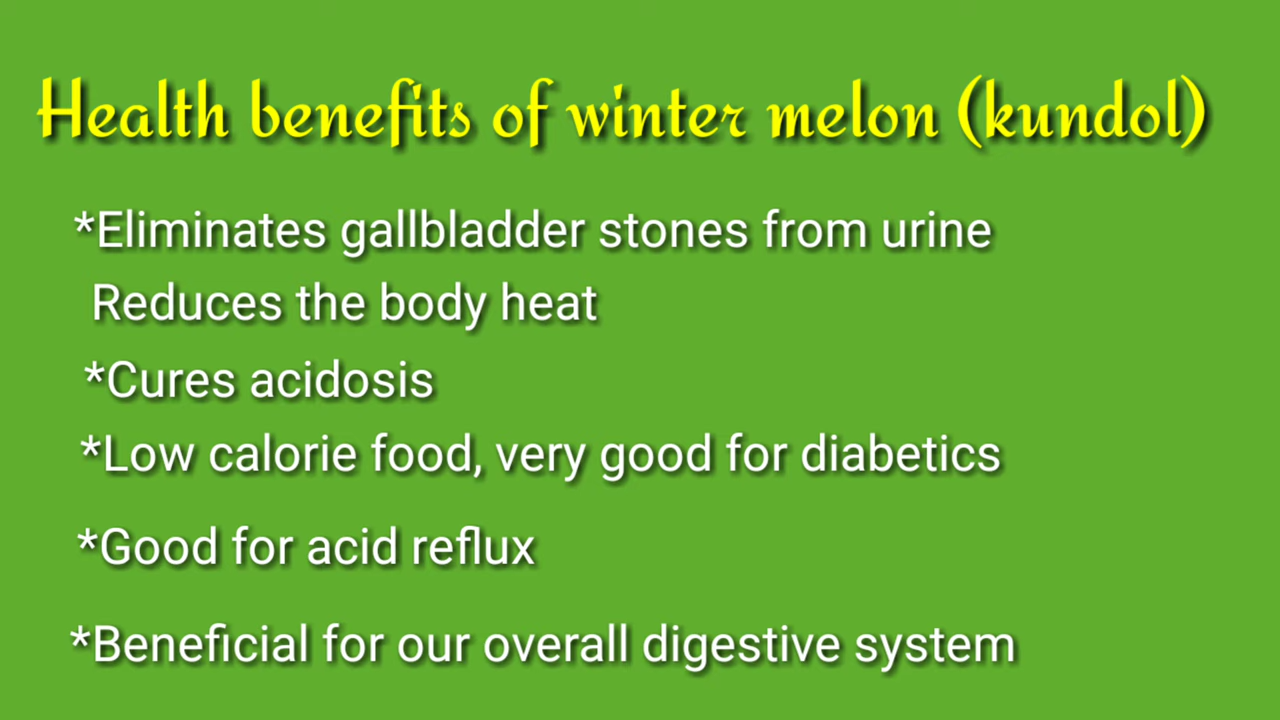 Health benefits of winter melon (kundol)
*Eliminates gallbladder stones from urine
Reduces the body heat
*Cures acidosis
*Low calorie food, very good for diabetics
*Good for acid reflux
*Beneficial for our overall digestive system